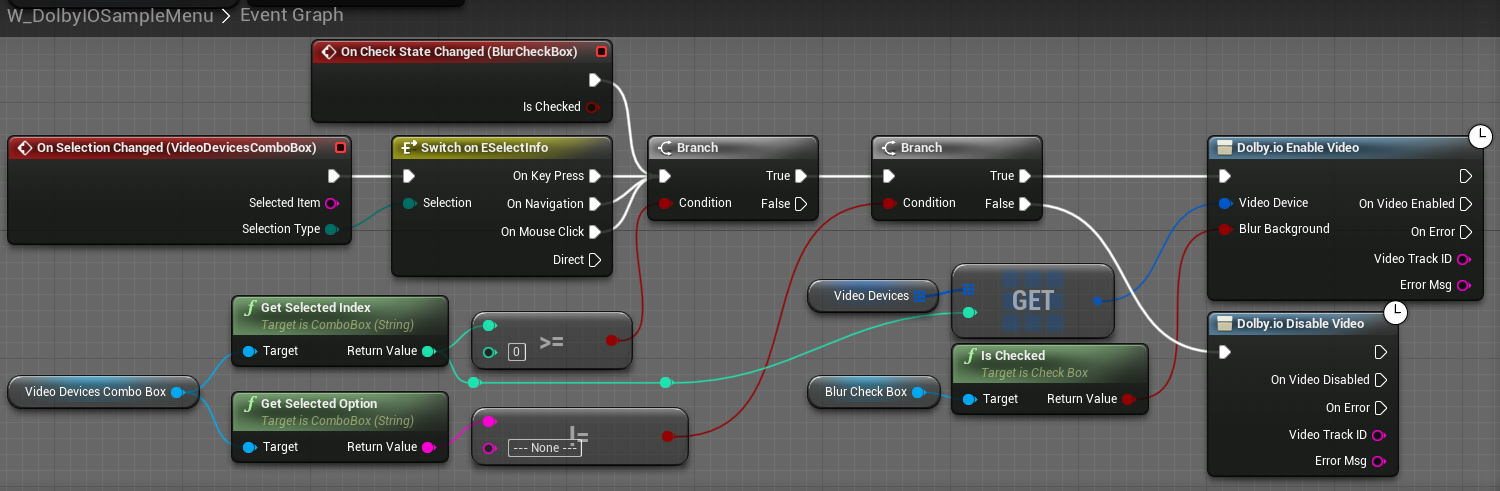 W_DolbyIOSampleMenu > Event Graph
On Check State Changed (BlurCheckBox)
Is Checked
On Selection Changed (VideoDevicesComboBox)
Selected Item
Selection Type
Switch on ESelectInfo
Selection
On Key Press
On Navigation
On Mouse Click
Direct
Branch
Condition
True
False
Branch
Condition
True
False
Dolby.io Enable Video
Video Device
Blur Background
On Video Enabled
On Error
Video Track ID
Error Msg
Video Devices Combo Box
Get Selected Index
Target is ComboBox (String)
Target
Return Value
>=
0
Get Selected Option
Target is ComboBox (String)
Target
Return Value
!=
--- None ---
Video Devices
GET
Blur Check Box
Is Checked
Target is Check Box
Target
Return Value
Dolby.io Disable Video
On Video Disabled
On Error
Video Track ID
Error Msg